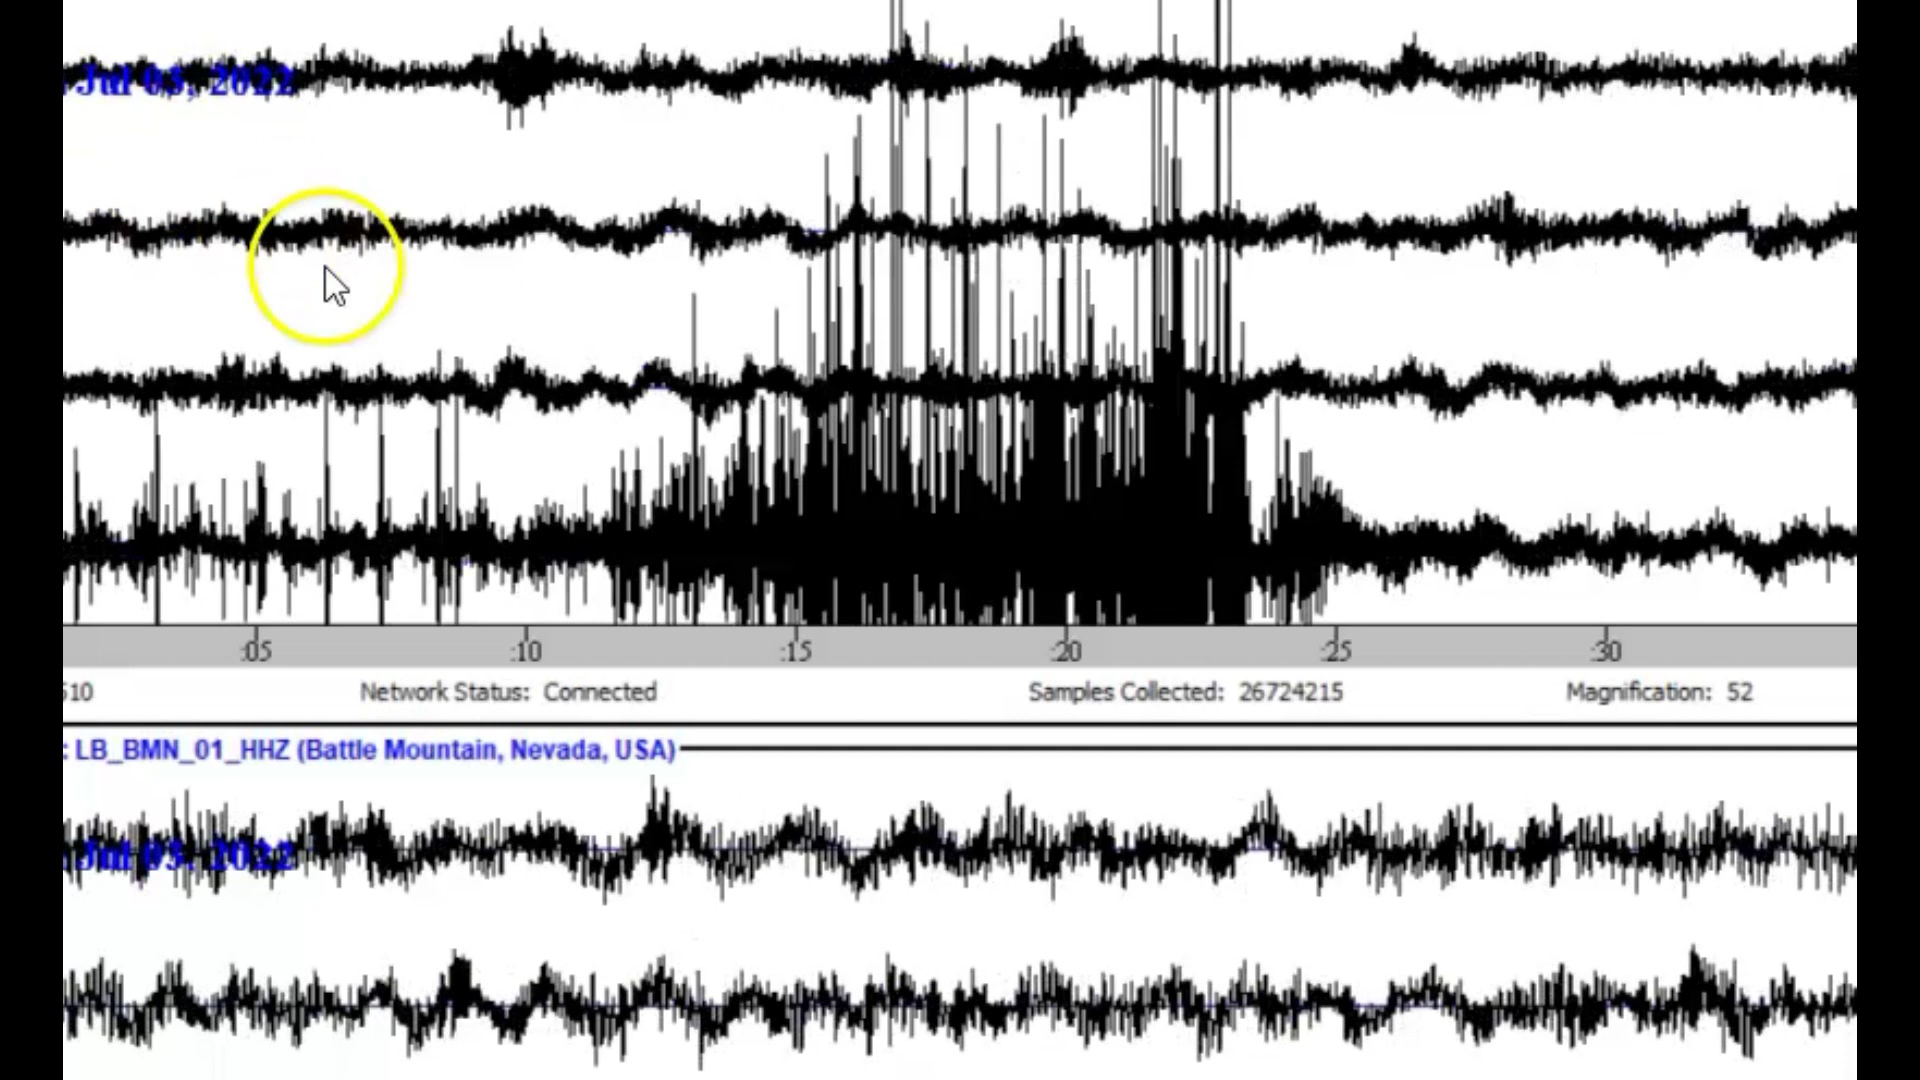 Jul 03, 2022
:05 :10 :15 :20 :25 :30
510 Network Status: Connected Samples Collected: 26724215 Magnification: 52
: LB_BMN_01_HHZ (Battle Mountain, Nevada, USA)
Jul 03, 2022